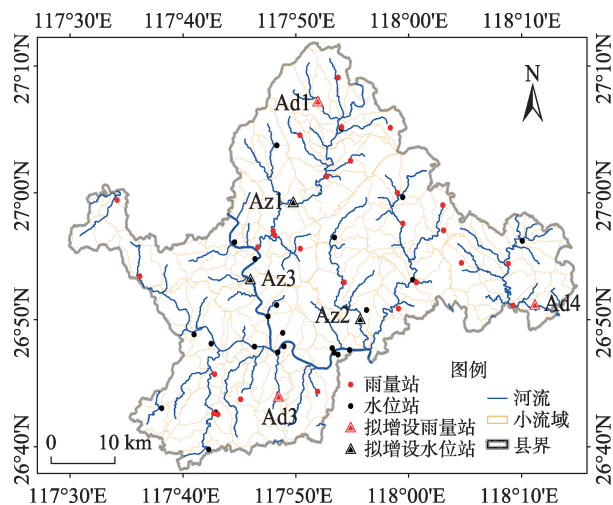 117°30′E 117°40′E 117°50′E 118°00′E 118°10′E
27°10′N
27°00′N
26°50′N
26°40′N
27°10′N
27°00′N
26°50′N
26°40′N
N
Ad1
Az1
Az3
Az2
Ad4
Ad3
图例
雨量站
水位站
拟增设雨量站
拟增设水位站
河流
小流域
县界
0 10 km
117°30′E 117°40′E 117°50′E 118°00′E 118°10′E